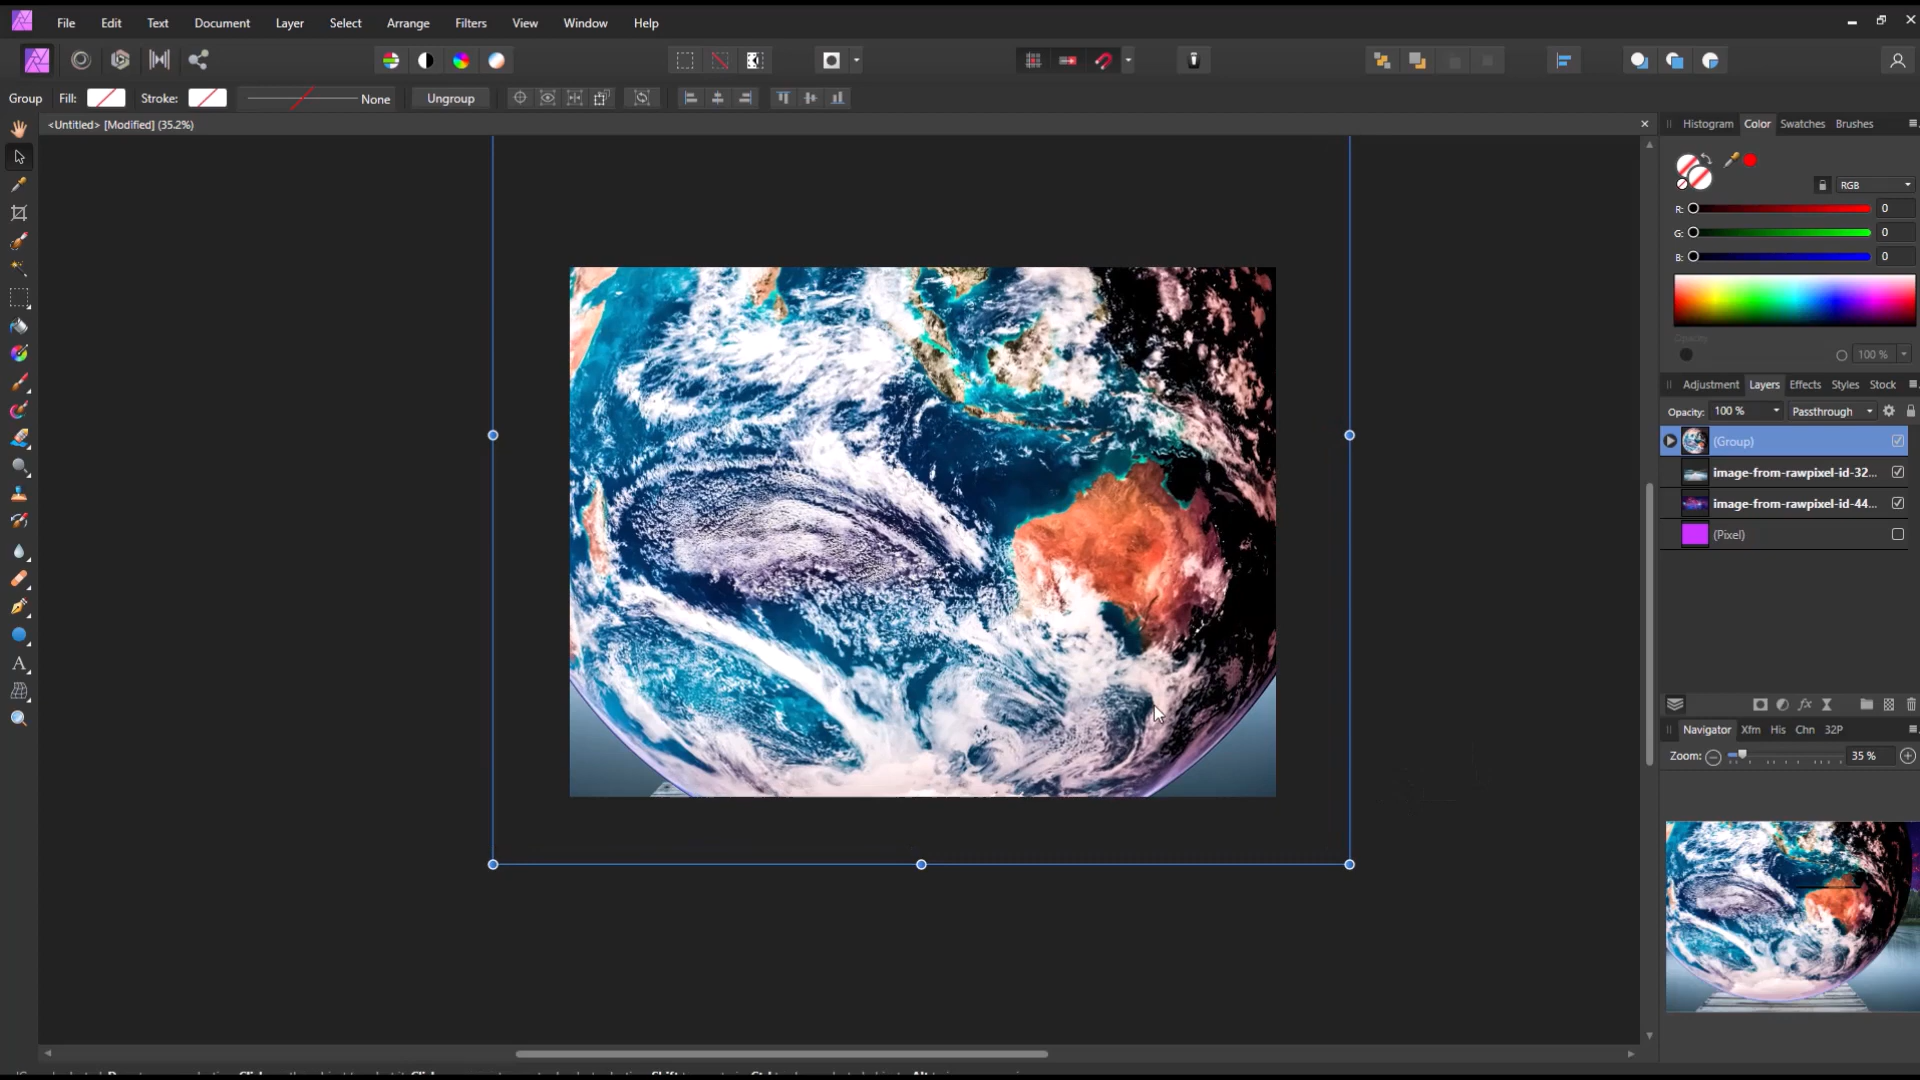 File Edit Text Document Layer Select Arrange Filters View Window Help
Group Fill: Stroke: None Ungroup
<Untitled> [Modified] (35.2%)
Histogram Color Swatches Brushes
RGB
R: 0
G: 0
B: 0
Opacity
100 %
Adjustment Layers Effects Styles Stock
Opacity: 100 % Passthrough
(Group)
image-from-rawpixel-id-32...
image-from-rawpixel-id-44...
(Pixel)
Navigator Xfm His Chn 32P
Zoom: 35 %